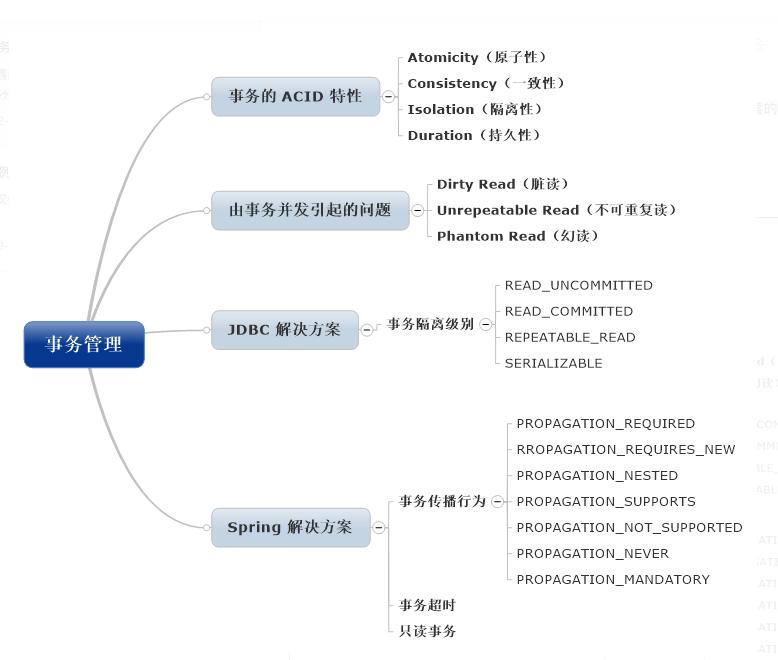 事务管理
事务的 ACID 特性
Atomicity（原子性）
Consistency（一致性）
Isolation（隔离性）
Duration（持久性）
由事务并发引起的问题
Dirty Read（脏读）
Unrepeatable Read（不可重复读）
Phantom Read（幻读）
JDBC 解决方案
事务隔离级别
READ_UNCOMMITTED
READ_COMMITTED
REPEATABLE_READ
SERIALIZABLE
Spring 解决方案
事务传播行为
PROPAGATION_REQUIRED
RROPAGATION_REQUIRES_NEW
PROPAGATION_NESTED
PROPAGATION_SUPPORTS
PROPAGATION_NOT_SUPPORTED
PROPAGATION_NEVER
PROPAGATION_MANDATORY
事务超时
只读事务